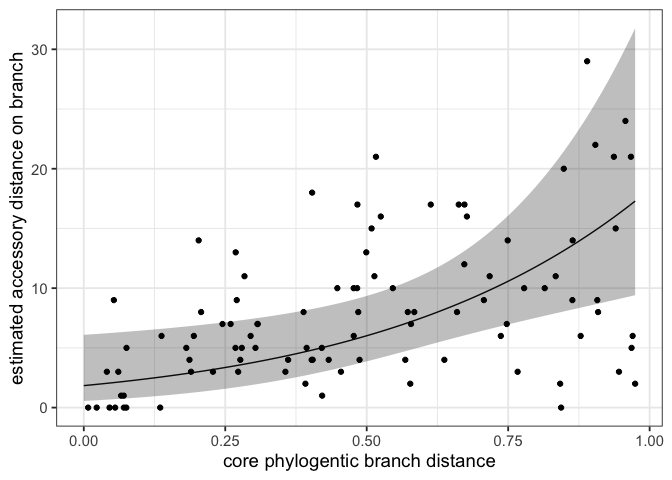 estimated accessory distance on branch
30
20
10
0
0.00 0.25 0.50 0.75 1.00
core phylogentic branch distance